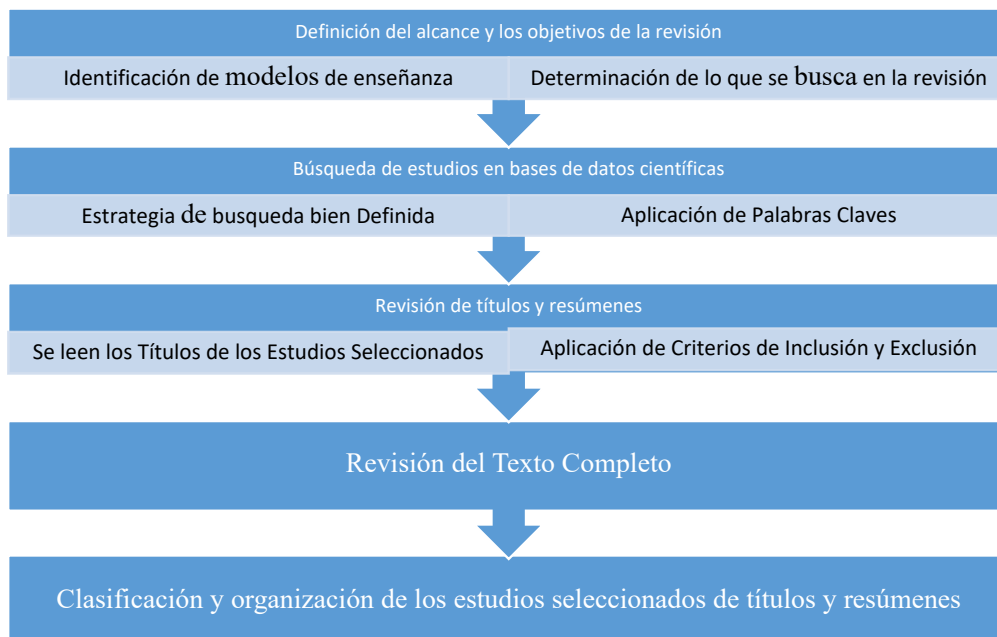 Definición del alcance y los objetivos de la revisión
Identificación de modelos de enseñanza
Determinación de lo que se busca en la revisión
Búsqueda de estudios en bases de datos científicas
Estrategia de busqueda bien Definida
Aplicación de Palabras Claves
Revisión de títulos y resúmenes
Se leen los Títulos de los Estudios Seleccionados
Aplicación de Criterios de Inclusión y Exclusión
Revisión del Texto Completo
Clasificación y organización de los estudios seleccionados de títulos y resúmenes